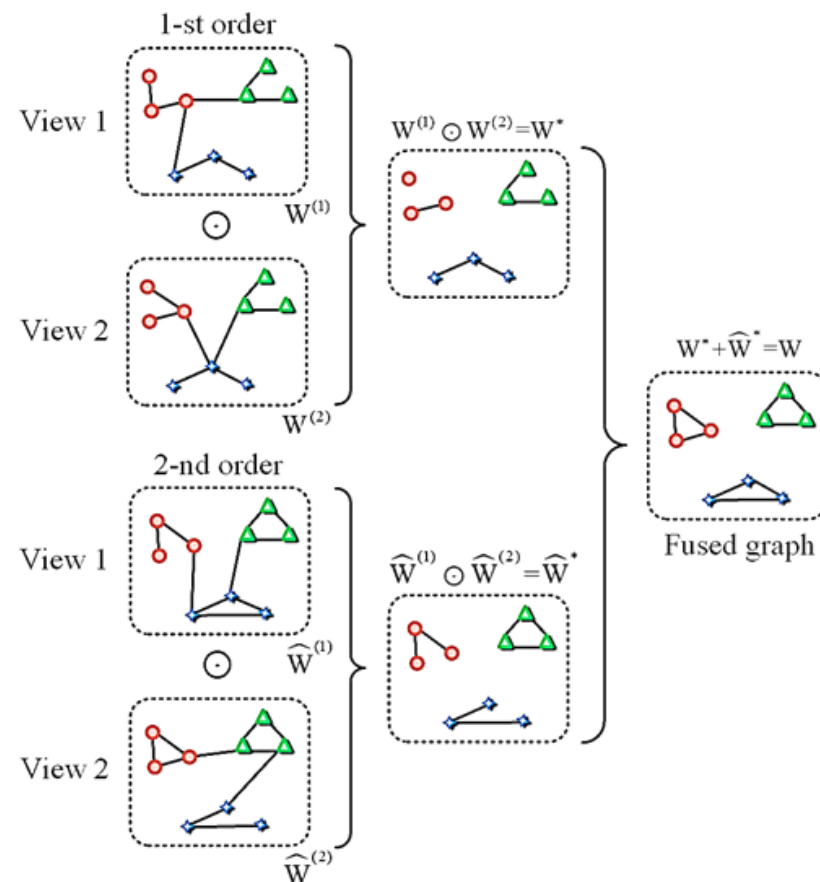 1-st order
View 1
W⁽¹⁾
⊙
View 2
W⁽²⁾
W⁽¹⁾ ⊙ W⁽²⁾=W*
2-nd order
View 1
Ŵ⁽¹⁾
⊙
View 2
Ŵ⁽²⁾
Ŵ⁽¹⁾ ⊙ Ŵ⁽²⁾=Ŵ*
W*+Ŵ*=W
Fused graph